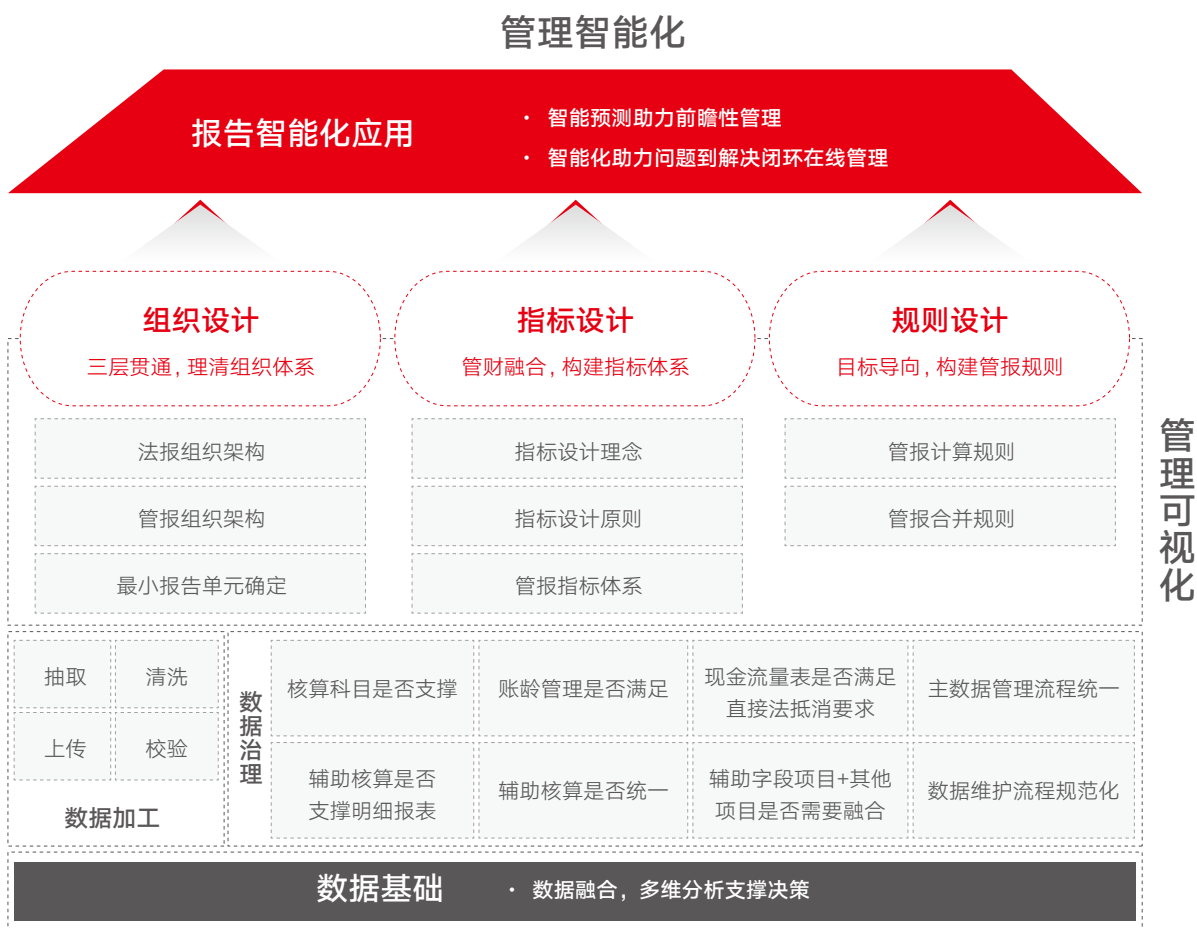 管理智能化
报告智能化应用
· 智能预测助力前瞻性管理
· 智能化助力问题到解决闭环在线管理
组织设计
三层贯通, 理清组织体系
指标设计
管财融合, 构建指标体系
规则设计
目标导向, 构建管报规则
法报组织架构
管报组织架构
最小报告单元确定
指标设计理念
指标设计原则
管报指标体系
管报计算规则
管报合并规则
管理可视化
抽取
清洗
上传
校验
数据加工
数据治理
核算科目是否支撑
账龄管理是否满足
现金流量表是否满足
直接法抵消要求
主数据管理流程统一
辅助核算是否
支撑明细报表
辅助核算是否统一
辅助字段项目+其他
项目是否需要融合
数据维护流程规范化
数据基础
· 数据融合, 多维分析支撑决策